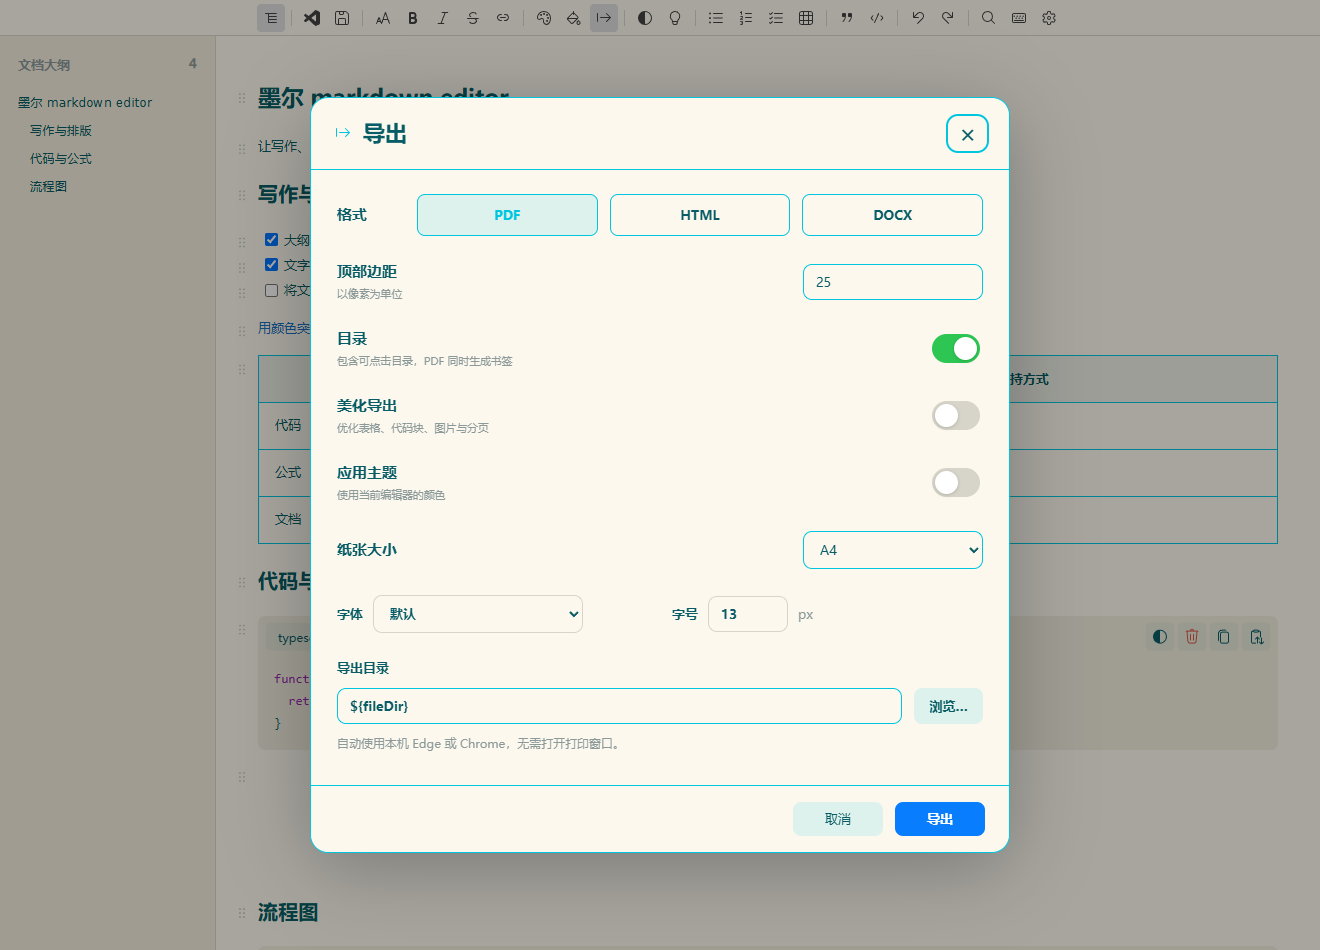 文档大纲 4
墨尔 markdown editor
写作与排版
代码与公式
流程图
墨尔 markdown editor
让写作、
写作与
大纲
文字
将文
用颜色突
持方式
代码
公式
文档
代码与
types
funct
ret
}
流程图
导出
格式 PDF HTML DOCX
顶部边距
以像素为单位
25
目录
包含可点击目录，PDF 同时生成书签
美化导出
优化表格、代码块、图片与分页
应用主题
使用当前编辑器的颜色
纸张大小 A4
字体 默认 字号 13 px
导出目录
${fileDir} 浏览...
自动使用本机 Edge 或 Chrome，无需打开打印窗口。
取消 导出